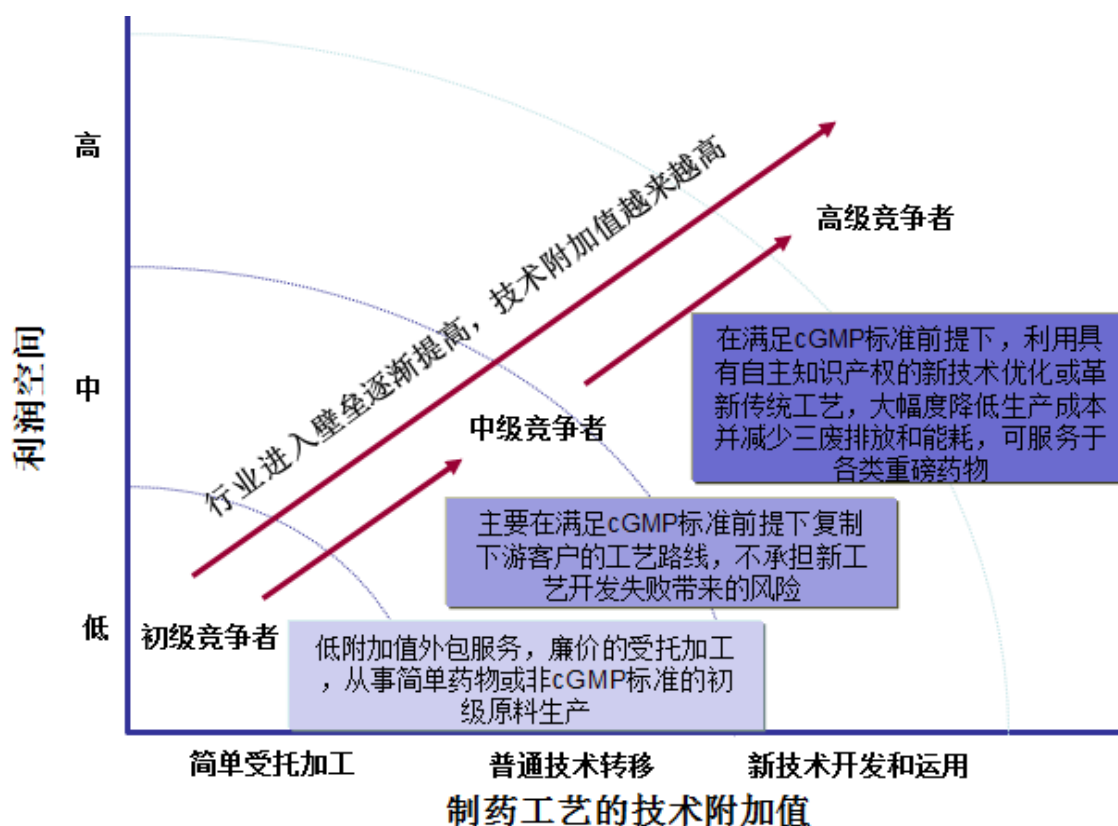 高
行业进入壁垒逐渐提高，技术附加值越来越高
高级竞争者
在满足cGMP标准前提下，利用具
有自主知识产权的新技术优化或革
新传统工艺，大幅度降低生产成本
并减少三废排放和能耗，可服务于
各类重磅药物
利润空间
中
中级竞争者
主要在满足cGMP标准前提下复制
下游客户的工艺路线，不承担新工
艺开发失败带来的风险
低
初级竞争者
低附加值外包服务，廉价的受托加工
，从事简单药物或非cGMP标准的初
级原料生产
简单受托加工
普通技术转移
新技术开发和运用
制药工艺的技术附加值